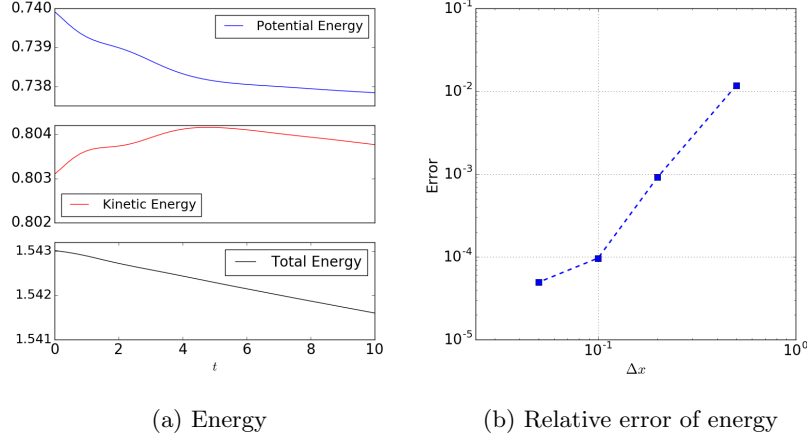 0.740
0.739
0.738
Potential Energy
0.804
0.803
0.802
Kinetic Energy
1.543
1.542
1.541
Total Energy
0 2 4 6 8 10
t
(a) Energy
10^-1
10^-2
10^-3
10^-4
10^-5
Error
10^-1 10^0
Δx
(b) Relative error of energy